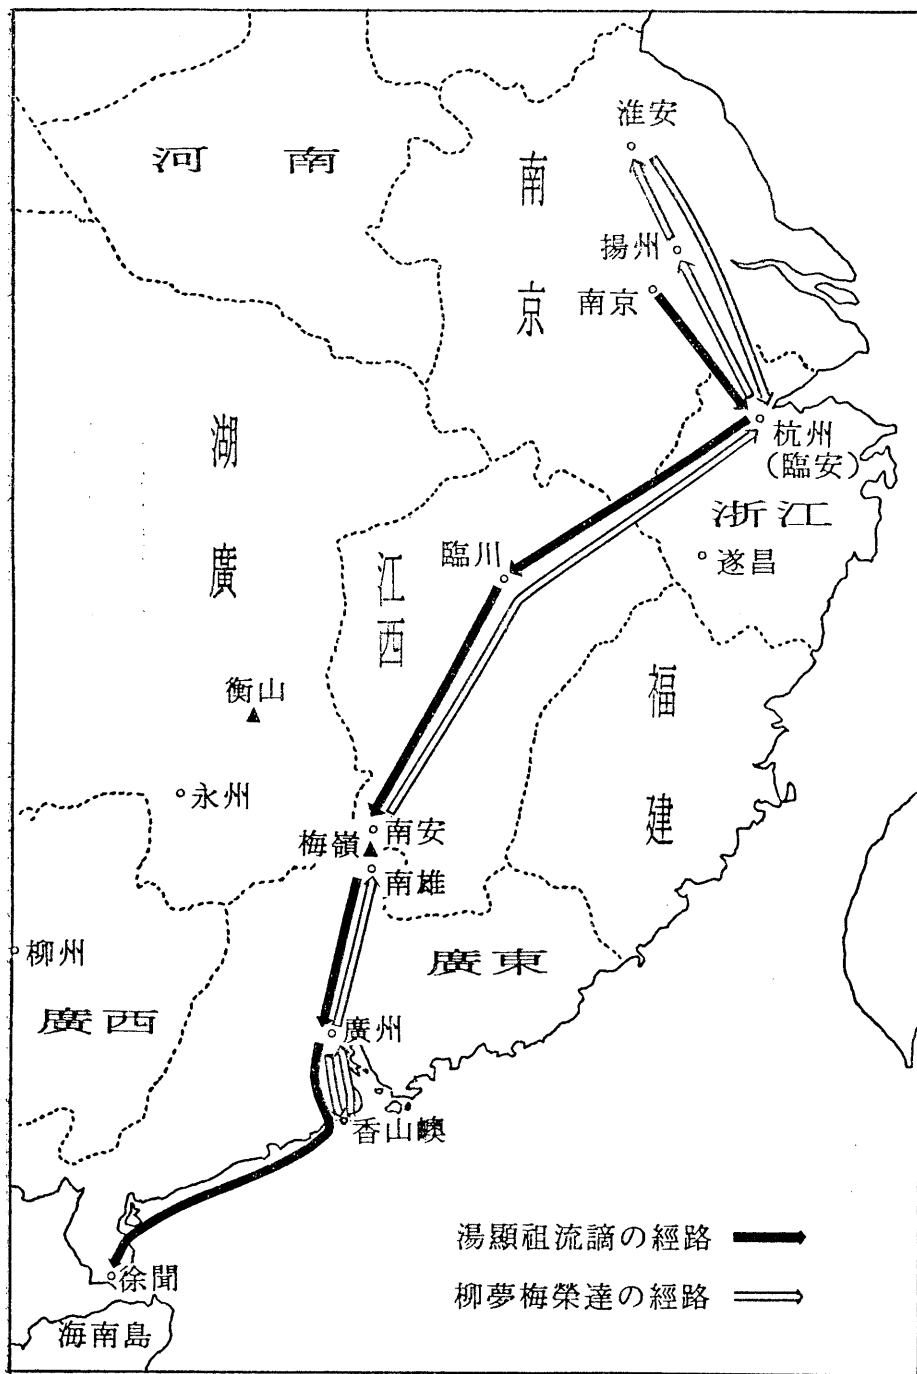 河南
淮安
南京
揚州
南京
湖廣
杭州
(臨安)
浙江
臨川
遂昌
江西
福建
衡山
永州
南安
梅嶺
南雄
柳州
廣東
廣西
廣州
香山嶴
徐聞
海南島
湯顯祖流謫の經路
柳夢梅榮達の經路